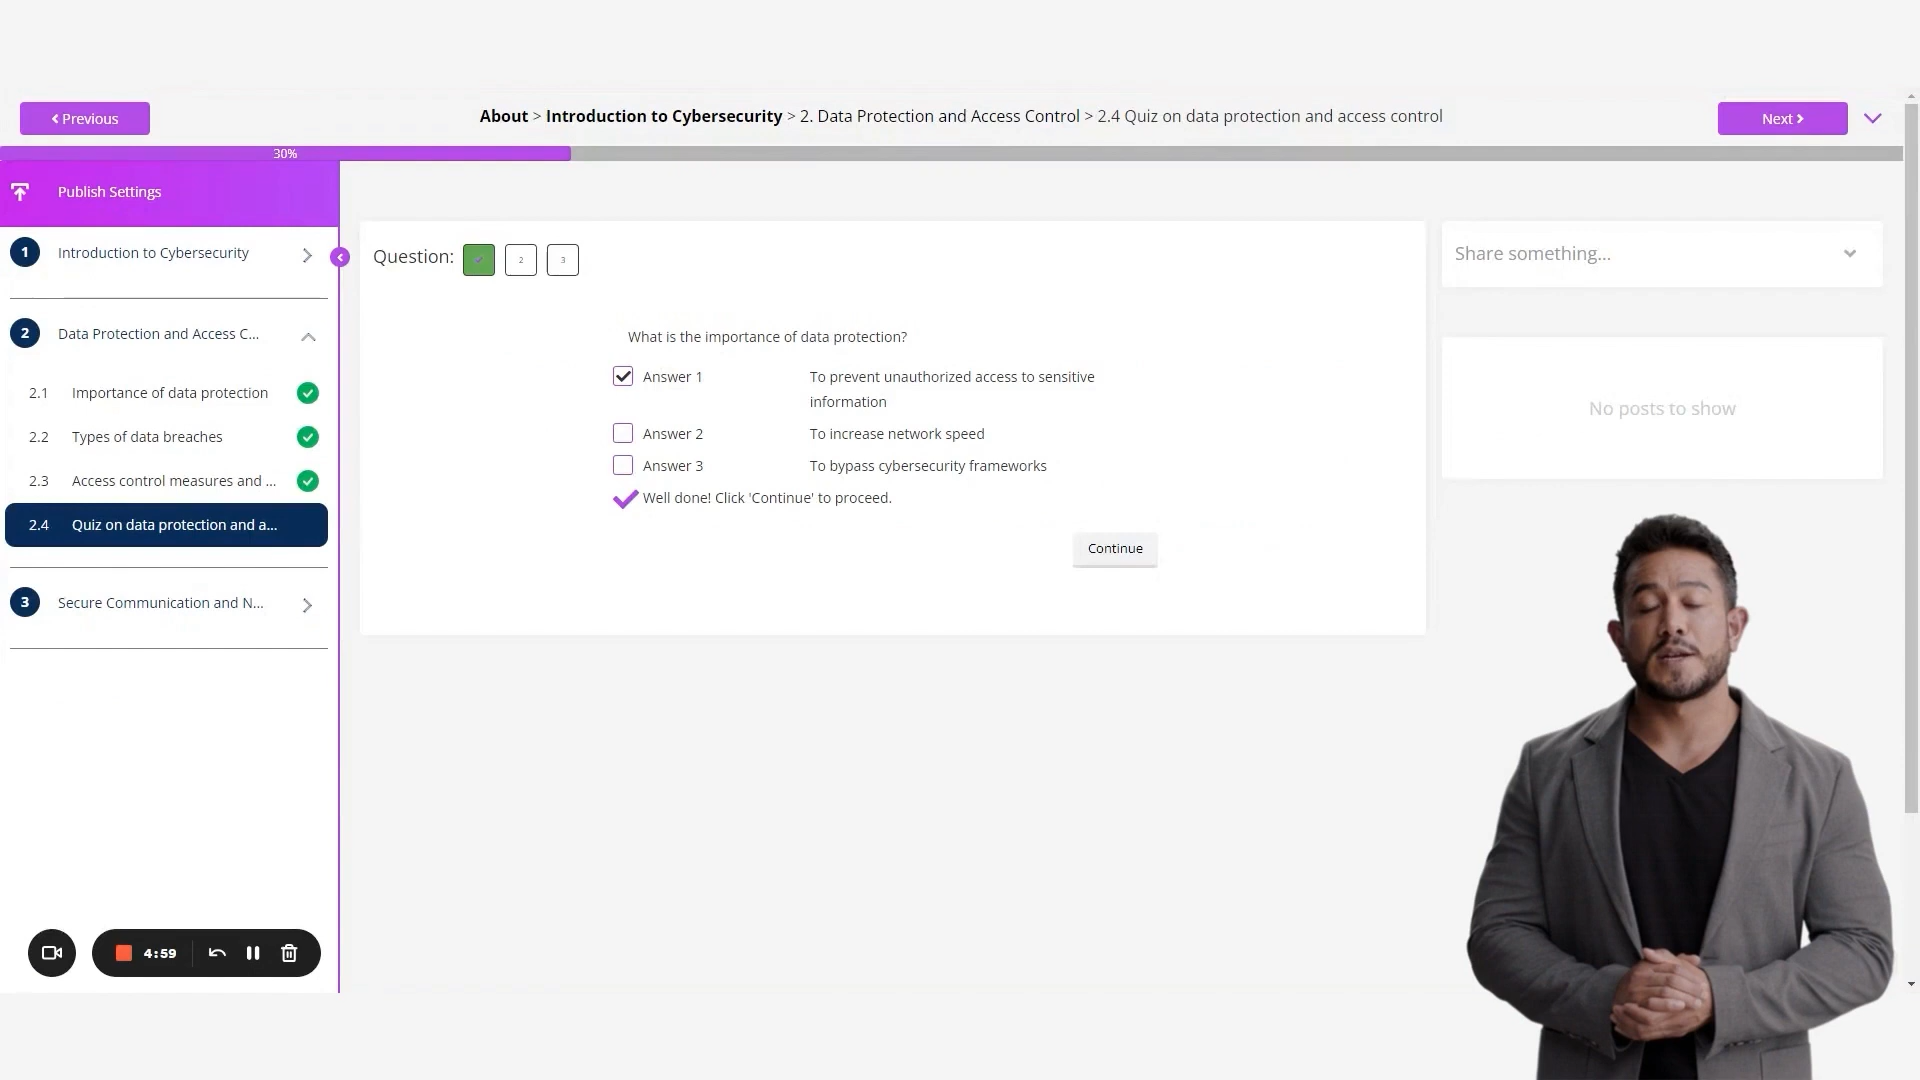 Previous
About > Introduction to Cybersecurity > 2. Data Protection and Access Control > 2.4 Quiz on data protection and access control
Next
30%
Publish Settings
1 Introduction to Cybersecurity
2 Data Protection and Access C...
2.1 Importance of data protection
2.2 Types of data breaches
2.3 Access control measures and ...
2.4 Quiz on data protection and a...
3 Secure Communication and N...
4:59
Question: 2 3
What is the importance of data protection?
Answer 1 To prevent unauthorized access to sensitive
information
Answer 2 To increase network speed
Answer 3 To bypass cybersecurity frameworks
Well done! Click 'Continue' to proceed.
Continue
Share something...
No posts to show